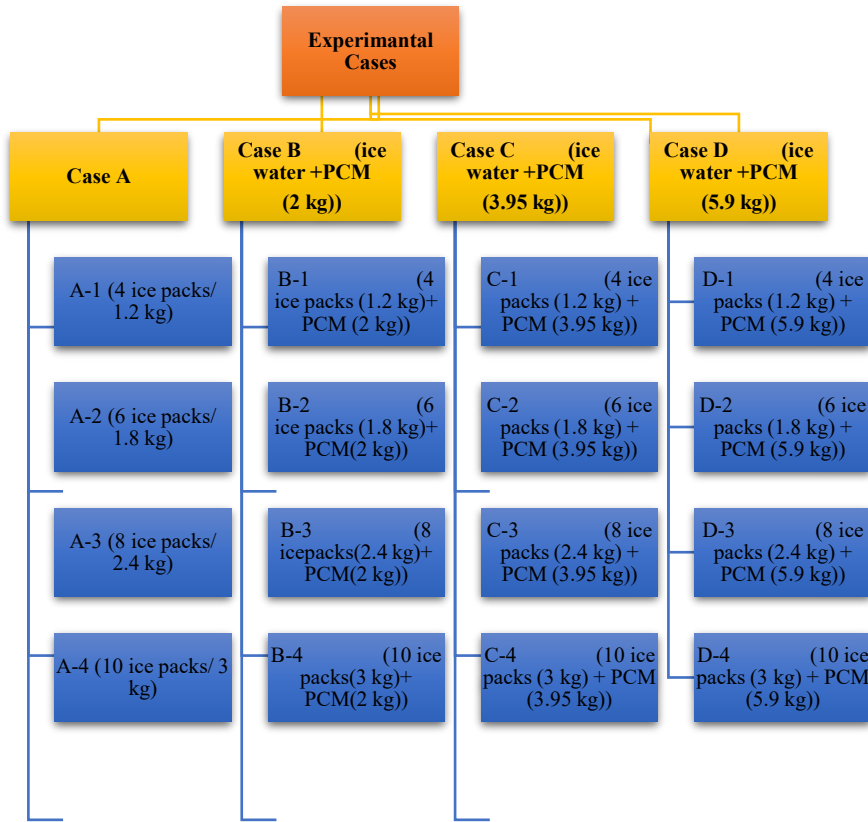 Experimantal
Cases
Case A
Case B (ice
water +PCM
(2 kg))
Case C (ice
water +PCM
(3.95 kg))
Case D (ice
water +PCM
(5.9 kg))
A-1 (4 ice packs/
1.2 kg)
B-1 (4
ice packs (1.2 kg)+
PCM (2 kg))
C-1 (4 ice
packs (1.2 kg) +
PCM (3.95 kg))
D-1 (4 ice
packs (1.2 kg) +
PCM (5.9 kg))
A-2 (6 ice packs/
1.8 kg)
B-2 (6
ice packs (1.8 kg)+
PCM(2 kg))
C-2 (6 ice
packs (1.8 kg) +
PCM (3.95 kg))
D-2 (6 ice
packs (1.8 kg) +
PCM (5.9 kg))
A-3 (8 ice packs/
2.4 kg)
B-3 (8
icepacks(2.4 kg)+
PCM(2 kg))
C-3 (8 ice
packs (2.4 kg) +
PCM (3.95 kg))
D-3 (8 ice
packs (2.4 kg) +
PCM (5.9 kg))
A-4 (10 ice packs/ 3
kg)
B-4 (10 ice
packs(3 kg)+
PCM(2 kg))
C-4 (10 ice
packs (3 kg) + PCM
(3.95 kg))
D-4 (10 ice
packs (3 kg) + PCM
(5.9 kg))